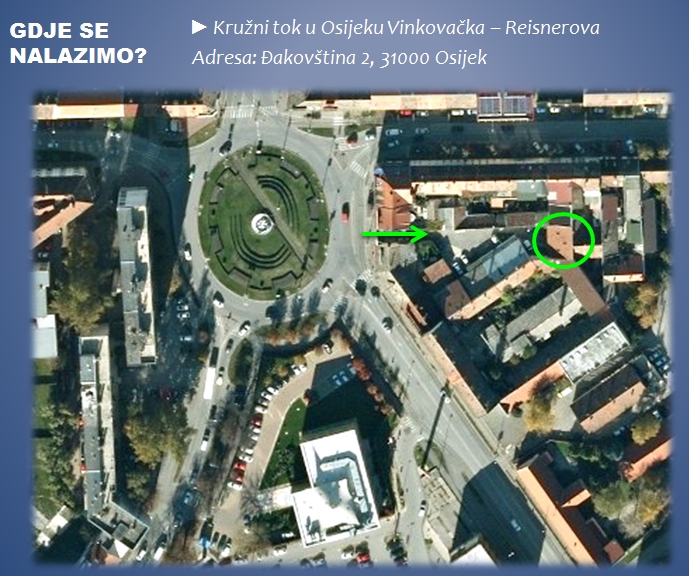 GDJE SE
NALAZIMO?
► Kružni tok u Osijeku Vinkovačka – Reisnerova
Adresa: Đakovština 2, 31000 Osijek